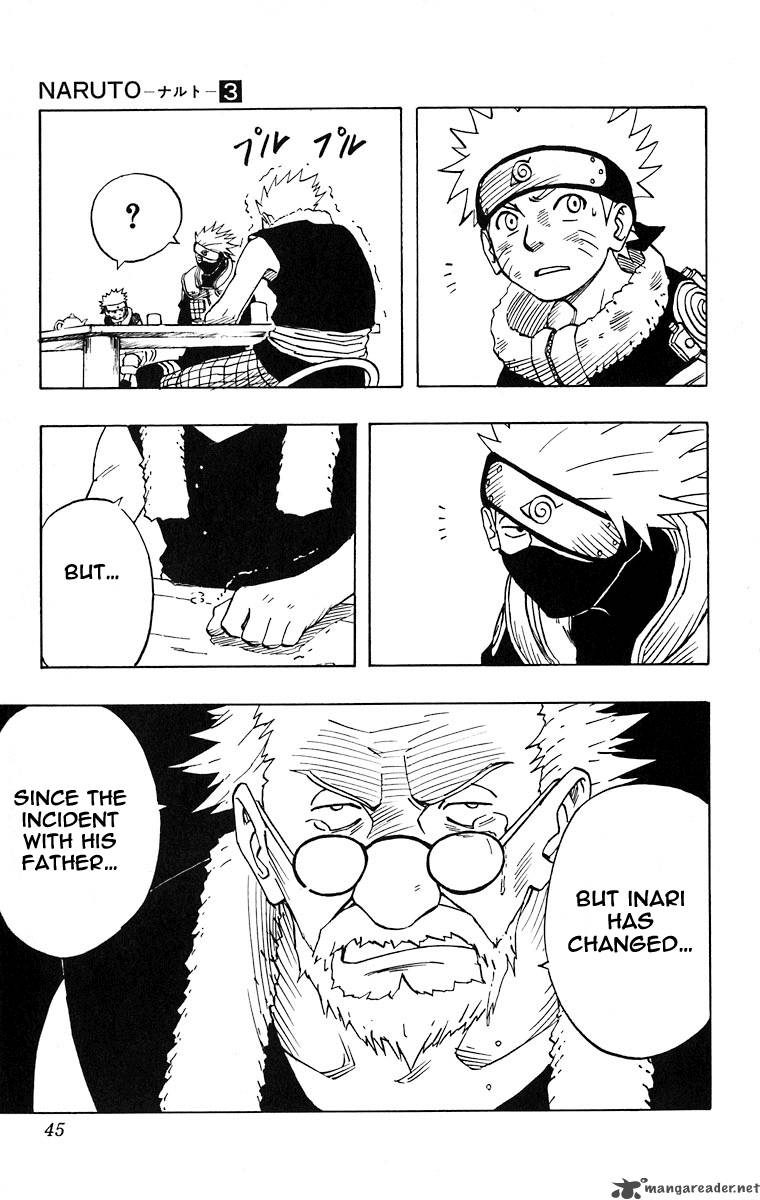 NARUTO —ナルト— 3
プル プル
?
BUT...
BUT INARI
HAS
CHANGED...
SINCE THE
INCIDENT
WITH HIS
FATHER...
45
mangareader.net